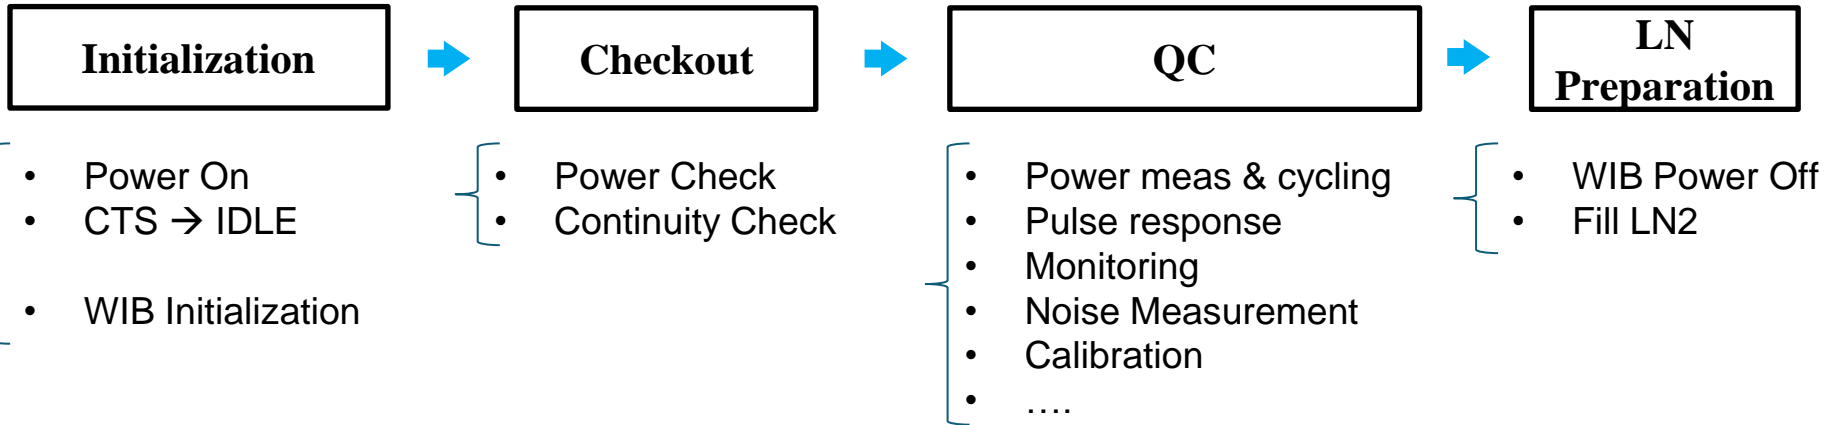 Initialization
Checkout
QC
LN
Preparation
• Power On
• CTS → IDLE
• WIB Initialization
• Power Check
• Continuity Check
• Power meas & cycling
• Pulse response
• Monitoring
• Noise Measurement
• Calibration
• ….
• WIB Power Off
• Fill LN2